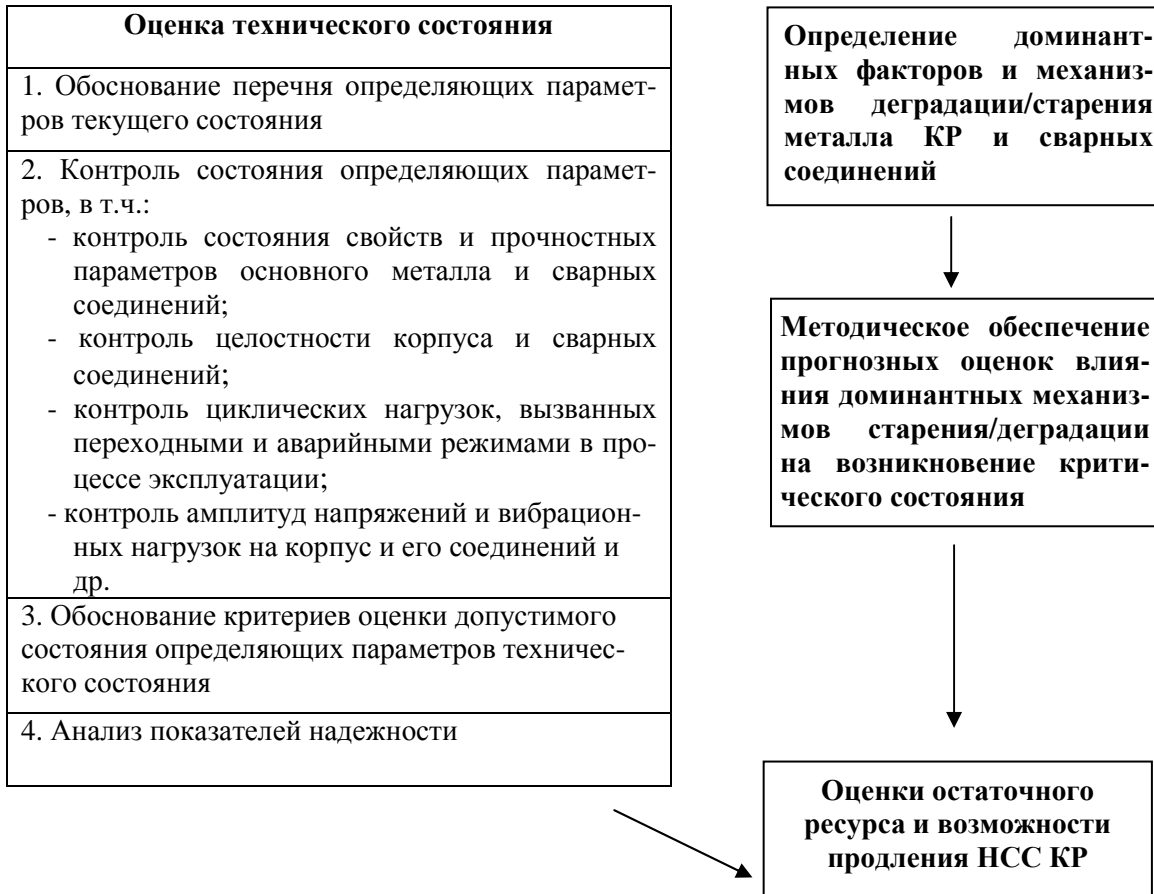 Оценка технического состояния
1. Обоснование перечня определяющих парамет-
ров текущего состояния
2. Контроль состояния определяющих парамет-
ров, в т.ч.:
- контроль состояния свойств и прочностных
параметров основного металла и сварных
соединений;
- контроль целостности корпуса и сварных
соединений;
- контроль циклических нагрузок, вызванных
переходными и аварийными режимами в про-
цессе эксплуатации;
- контроль амплитуд напряжений и вибрацион-
ных нагрузок на корпус и его соединений и
др.
3. Обоснование критериев оценки допустимого
состояния определяющих параметров техничес-
кого состояния
4. Анализ показателей надежности
Определение доминант-
ных факторов и механиз-
мов деградации/старения
металла КР и сварных
соединений
Методическое обеспечение
прогнозных оценок влия-
ния доминантных механиз-
мов старения/деградации
на возникновение крити-
ческого состояния
Оценки остаточного
ресурса и возможности
продления НСС КР